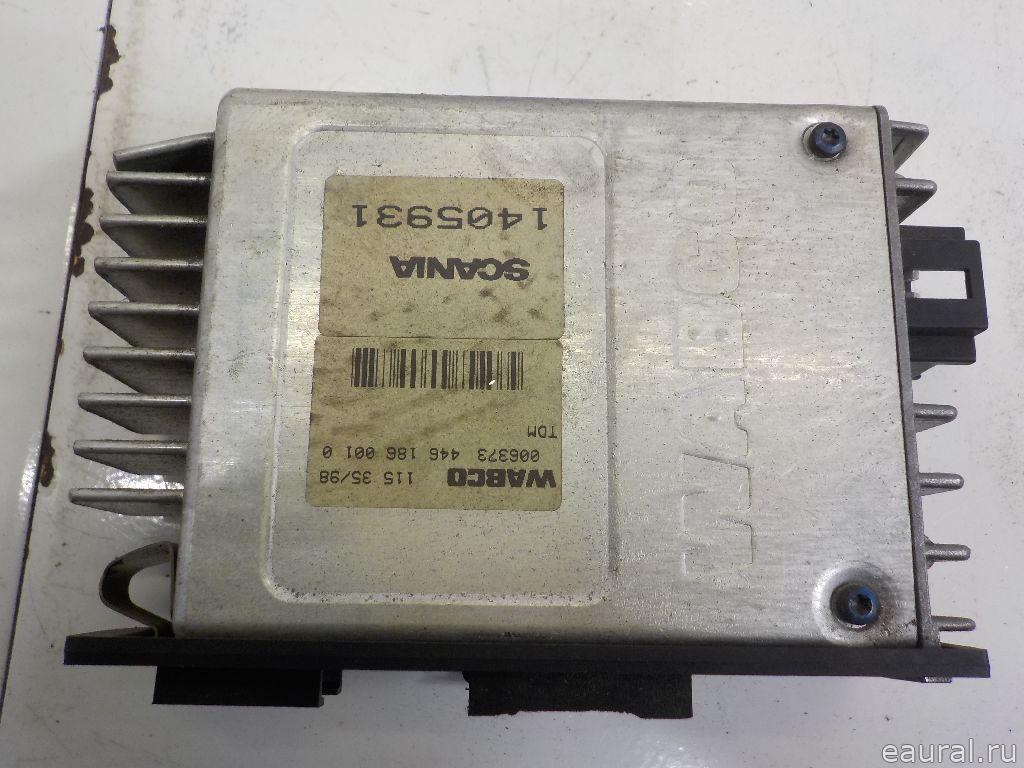 WABCO 115 35/98
006373 446 186 001 0
TDM
SCANIA
1405931
WABCO
eaural.ru